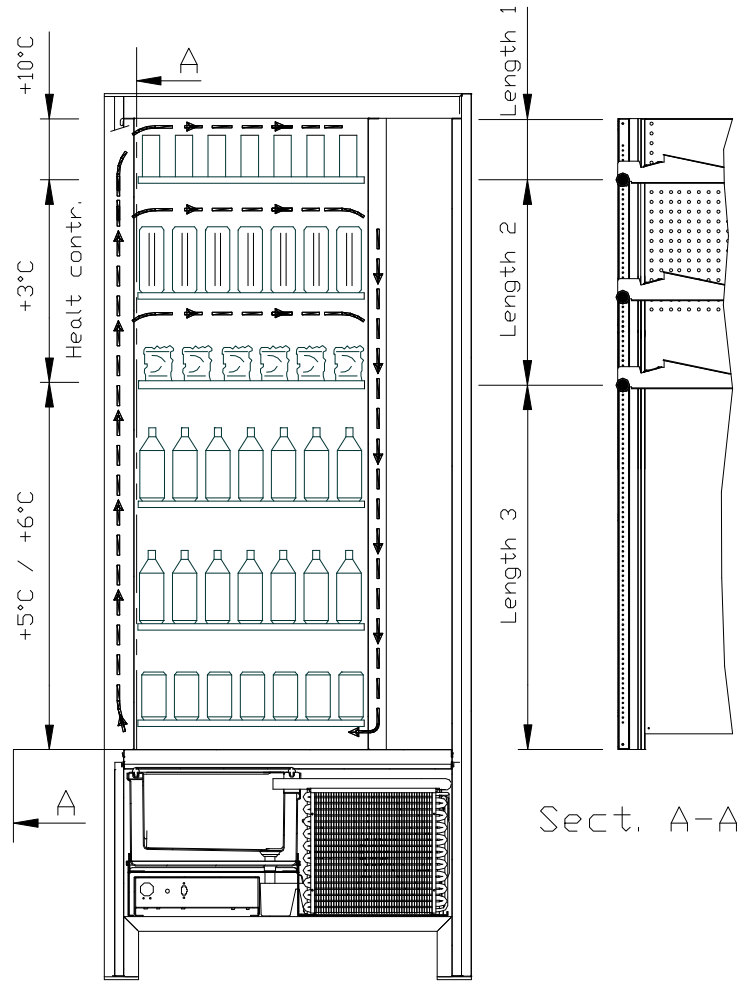 +10°C
A
Length 1
+3°C
Healt contr.
Length 2
+5°C / +6°C
Length 3
A
Sect. A-A